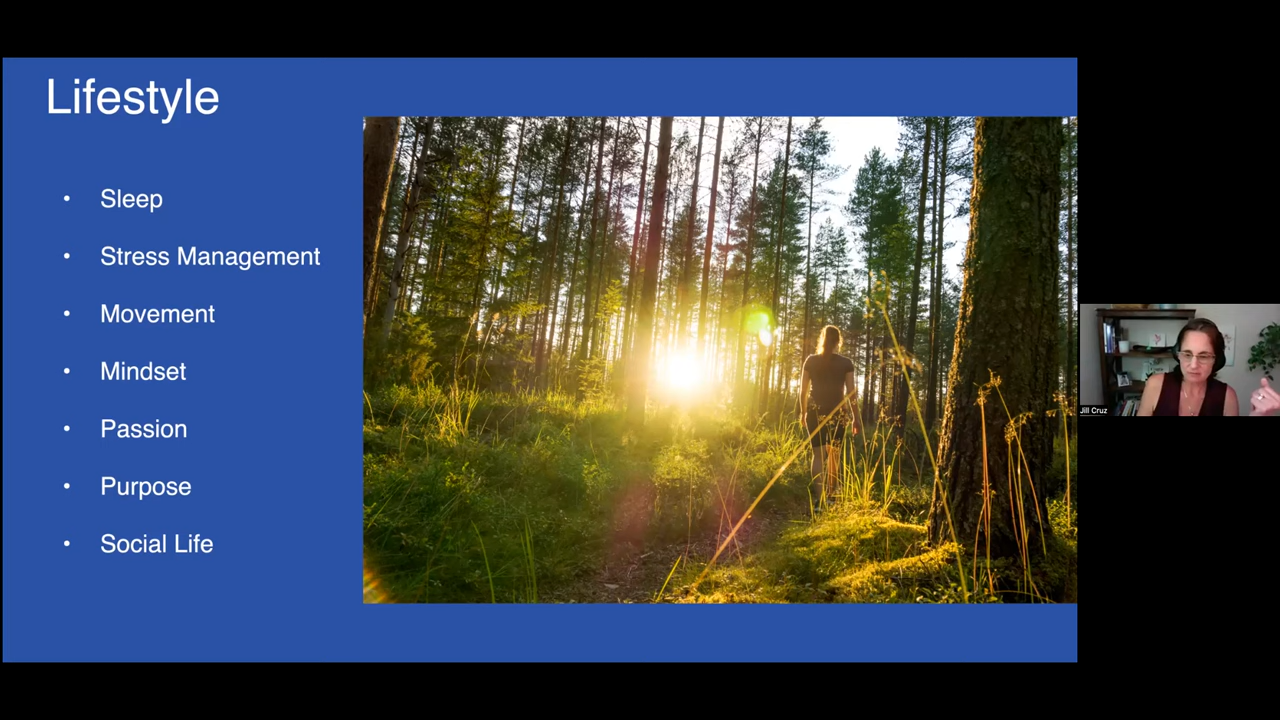 Lifestyle
• Sleep
• Stress Management
• Movement
• Mindset
• Passion
• Purpose
• Social Life
Jill Cruz